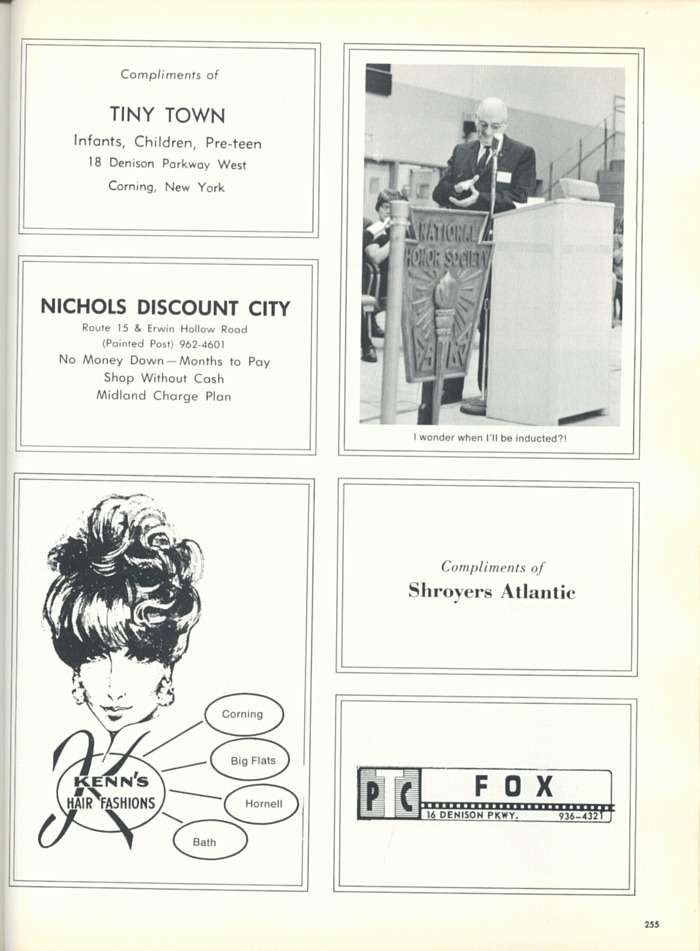 Compliments of
TINY TOWN
Infants, Children, Pre-teen
18 Denison Parkway West
Corning, New York
NATIONAL
HONOR SOCIETY
I wonder when I'll be inducted?!
NICHOLS DISCOUNT CITY
Route 15 & Erwin Hollow Road
(Painted Post) 962-4601
No Money Down—Months to Pay
Shop Without Cash
Midland Charge Plan
Compliments of
Shroyers Atlantic
K
KENN'S
HAIR FASHIONS
Corning
Big Flats
Hornell
Bath
PTC
FOX
16 DENISON PKWY. 936-4321
255